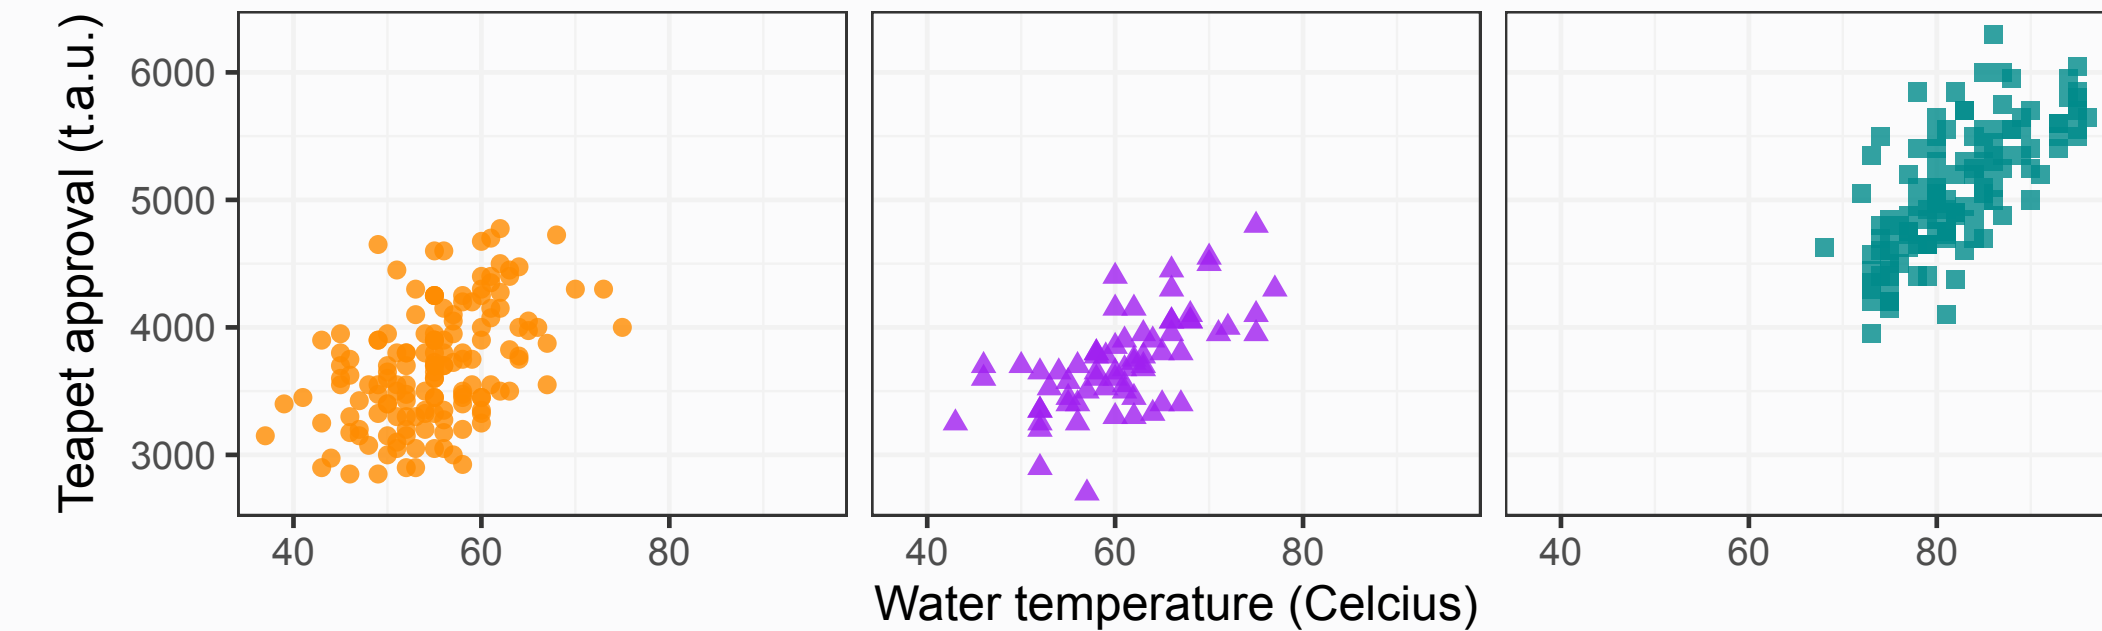 Teapet approval (t.a.u.)
6000
5000
4000
3000
40 60 80 40 60 80 40 60 80
Water temperature (Celcius)